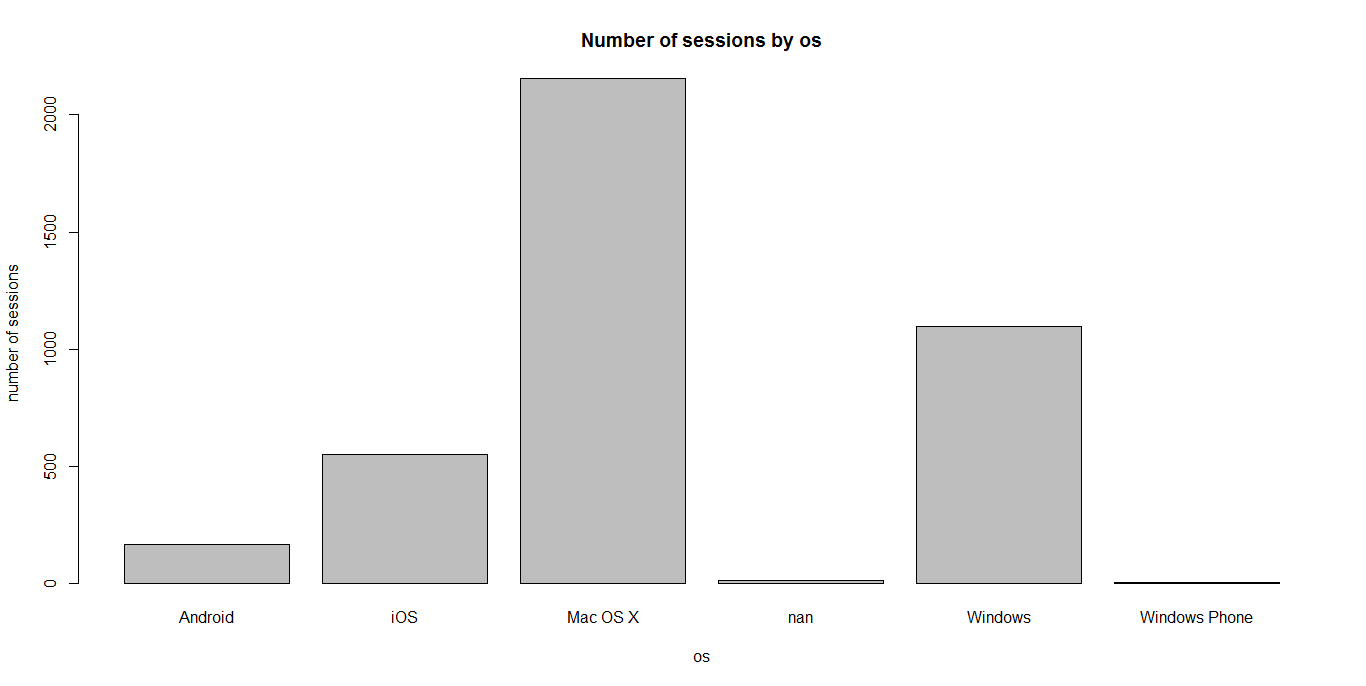 Number of sessions by os
number of sessions
2000
1500
1000
500
0
Android iOS Mac OS X nan Windows Windows Phone
os